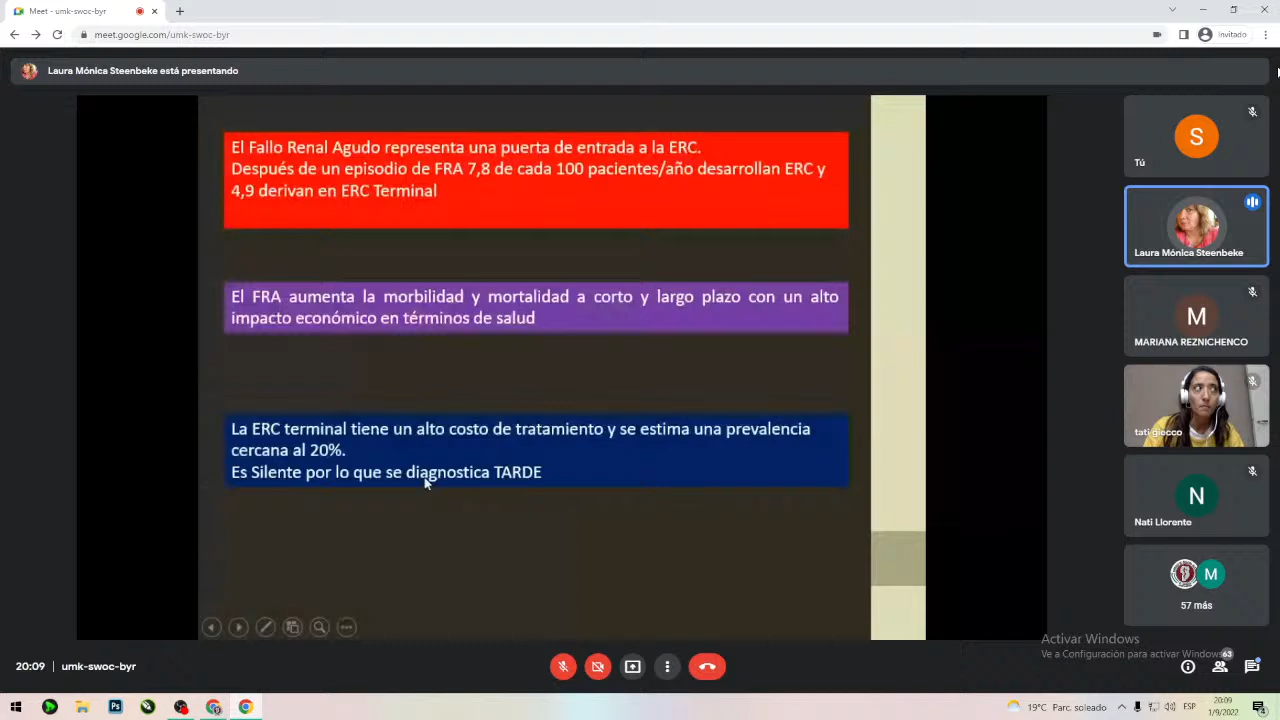 Meet - umk-swoc-byr
meet.google.com/umk-swoc-byr
Invitado
Laura Mónica Steenbeke está presentando
El Fallo Renal Agudo representa una puerta de entrada a la ERC.
Después de un episodio de FRA 7,8 de cada 100 pacientes/año desarrollan ERC y
4,9 derivan en ERC Terminal
El FRA aumenta la morbilidad y mortalidad a corto y largo plazo con un alto
impacto económico en términos de salud
La ERC terminal tiene un alto costo de tratamiento y se estima una prevalencia
cercana al 20%.
Es Silente por lo que se diagnostica TARDE
S
Tú
Laura Mónica Steenbeke
M
MARIANA REZNICHENCO
tati giecco
N
Nati Llorente
M
57 más
Activar Windows
Ve a Configuración para activar Windows
63
20:09 | umk-swoc-byr
Ps
19°C Parc. soleado
ESP
20:09
1/9/2022
4